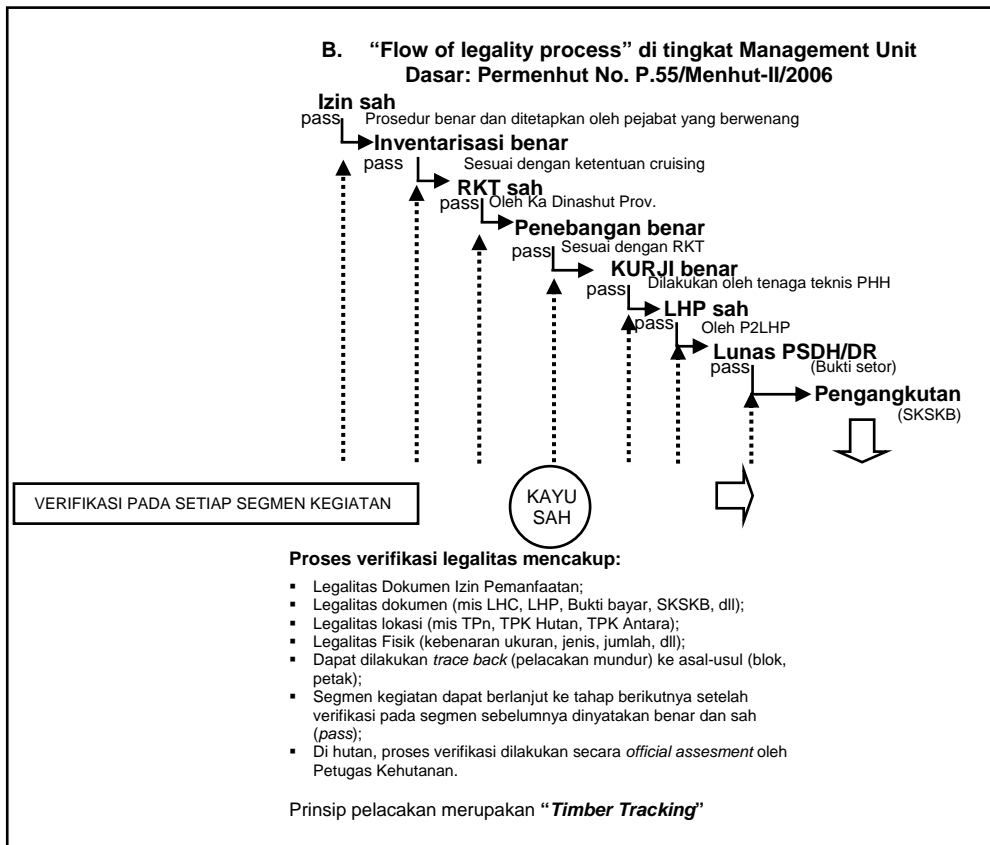 B. “Flow of legality process” di tingkat Management Unit
Dasar: Permenhut No. P.55/Menhut-II/2006
Izin sah
pass
Prosedur benar dan ditetapkan oleh pejabat yang berwenang
Inventarisasi benar
pass
Sesuai dengan ketentuan cruising
RKT sah
pass
Oleh Ka Dinashut Prov.
Penebangan benar
pass
Sesuai dengan RKT
KURJI benar
pass
Dilakukan oleh tenaga teknis PHH
LHP sah
pass
Oleh P2LHP
Lunas PSDH/DR
pass
(Bukti setor)
Pengangkutan
(SKSKB)
VERIFIKASI PADA SETIAP SEGMEN KEGIATAN
KAYU
SAH
Proses verifikasi legalitas mencakup:
▪ Legalitas Dokumen Izin Pemanfaatan;
▪ Legalitas dokumen (mis LHC, LHP, Bukti bayar, SKSKB, dll);
▪ Legalitas lokasi (mis TPn, TPK Hutan, TPK Antara);
▪ Legalitas Fisik (kebenaran ukuran, jenis, jumlah, dll);
▪ Dapat dilakukan trace back (pelacakan mundur) ke asal-usul (blok,
petak);
▪ Segmen kegiatan dapat berlanjut ke tahap berikutnya setelah
verifikasi pada segmen sebelumnya dinyatakan benar dan sah
(pass);
▪ Di hutan, proses verifikasi dilakukan secara official assesment oleh
Petugas Kehutanan.
Prinsip pelacakan merupakan “Timber Tracking”